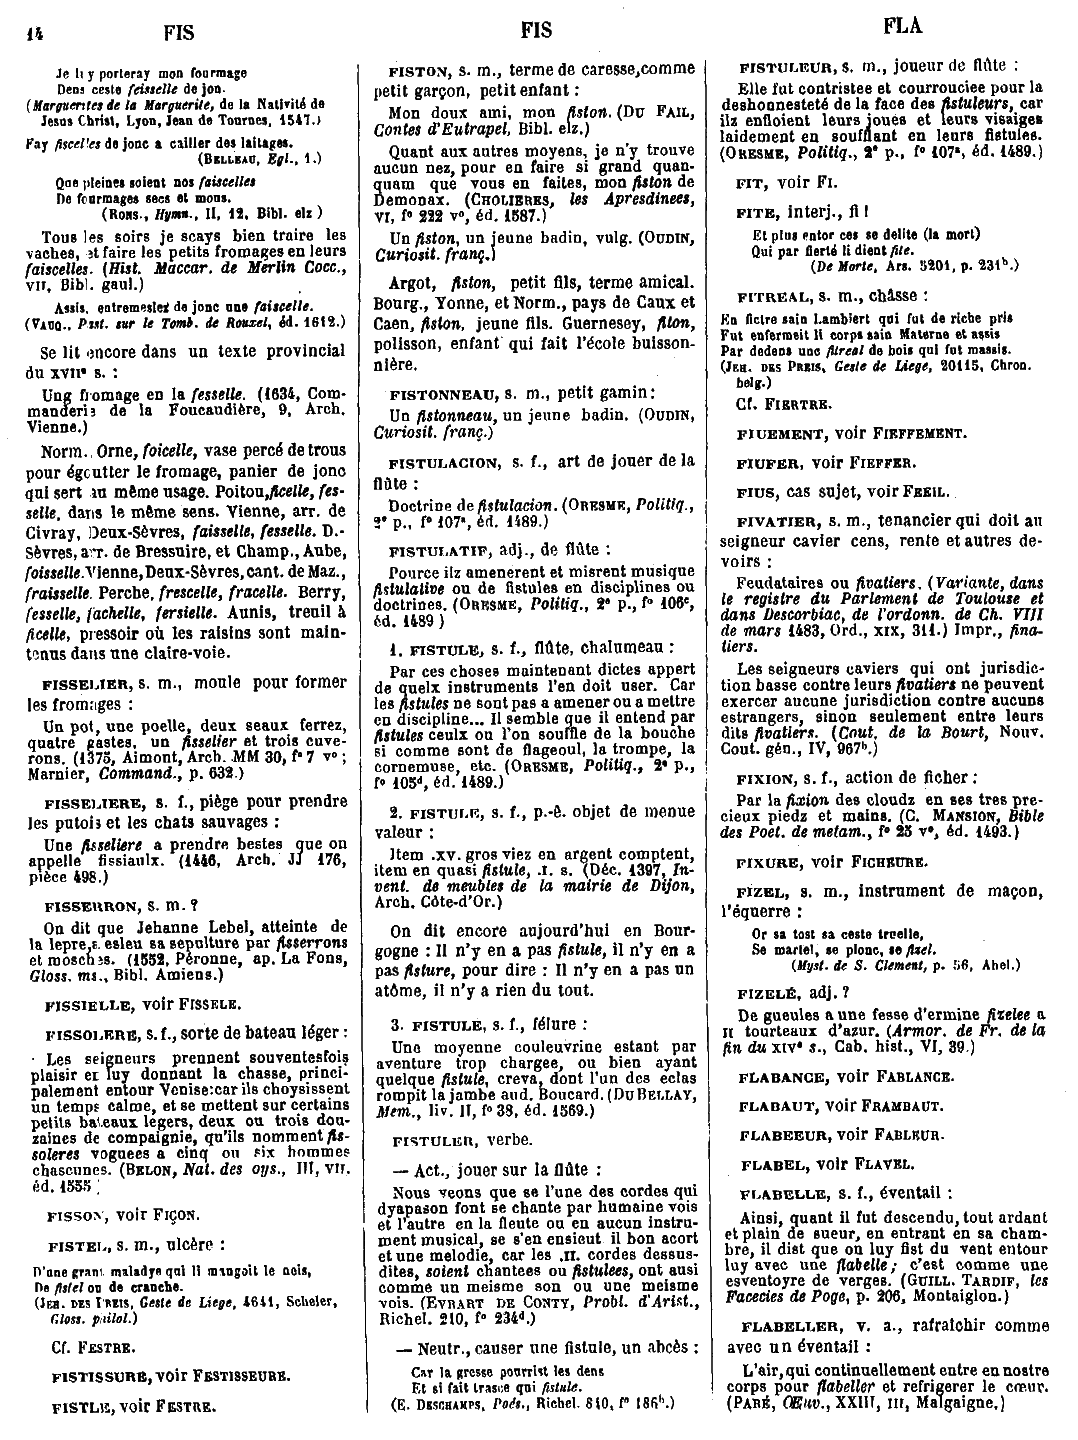 14 FIS
FIS
FLA
Je li y porteray mon fourmage
Dens ceste feisselle de jon.
(Marguerites de la Marguerite, de la Nativité de
Jesus Christ, Lyon, Jean de Tournes, 1547.)
Fay fiscelles de jonc a cailler des laitages.
(BELLEAU, Egl., 1.)
Que pleines soient nos faiscelles
De fourmages secs et mons.
(RONS., Hymn., II, 12, Bibl. elz )
Tous les soirs je scays bien traire les
vaches, et faire les petits fromages en leurs
faiscelles. (Hist. Maccar. de Merlin Cocc.,
VII, Bibl. gaul.)
Assis, entremeslez de jonc une faiscelle.
(VAUQ., Past. sur le Tomb. de Rouxel, éd. 1612.)
Se lit encore dans un texte provincial
du XVIIe s. :
Ung fromage en la fesselle. (1634, Com-
manderie de la Foucaudière, 9, Arch.
Vienne.)
Norm., Orne, foicelle, vase percé de trous
pour égoutter le fromage, panier de jonc
qui sert au même usage. Poitou, ficelle, fes-
selle, dans le même sens. Vienne, arr. de
Civray, Deux-Sèvres, faisselle, fesselle. D.-
Sèvres, arr. de Bressuire, et Champ., Aube,
foisselle. Vienne, Deux-Sèvres, cant. de Maz.,
fraisselle. Perche, frescelle, fracelle. Berry,
fesselle, fachelle, fersielle. Aunis, treuil à
ficelle, pressoir où les raisins sont main-
tenus dans une claire-voie.
FISSELIER, s. m., moule pour former
les fromages :
Un pot, une poelle, deux seaux ferrez,
quatre gastes, un fisselier et trois cuve-
rons. (1375, Aimont, Arch. MM 30, f° 7 v° ;
Marnier, Command., p. 632.)
FISSELIERE, s. f., piège pour prendre
les putois et les chats sauvages :
Une fisseliere a prendre bestes que on
appelle fissiaulx. (1446, Arch. JJ 176,
pièce 498.)
FISSERRON, s. m. ?
On dit que Jehanne Lebel, atteinte de
la lepre, esleu sa sepulture par fisserrons
et mosches. (1552, Péronne, ap. La Fons,
Gloss. ms., Bibl. Amiens.)
FISSIELLE, voir FISSELE.
FISSOLERE, s. f., sorte de bateau léger :
Les seigneurs prennent souventesfois
plaisir en luy donnant la chasse, princi-
palement entour Venise: car ils choysissent
un temps calme, et se mettent sur certains
petits bateaux legers, deux ou trois dou-
zaines de compaignie, qu'ils nomment fis-
soleres voguees a cinq ou six hommes
chascunes. (BELON, Nat. des oys., III, VII,
éd. 1555
FISSON, voir FIÇON.
FISTEL, s. m., ulcère :
D'une grant maladye qui li mangoit le neis,
De fistel ou de cranche.
(JEH. DES PREIS, Geste de Liege, 4641, Scheler,
Gloss. philol.)
Cf. FESTRE.
FISTISSURE, voir FESTISSEURE.
FISTLE, voir FESTRE.
FISTON, s. m., terme de caresse, comme
petit garçon, petit enfant :
Mon doux ami, mon fiston. (DU FAIL,
Contes d'Eutrapel, Bibl. elz.)
Quant aux autres moyens, je n'y trouve
aucun nez, pour en faire si grand quan-
quam que vous en faites, mon fiston de
Demonax. (CHOLIERES, les Apresdinees,
VI, f° 222 v°, éd. 1587.)
Un fiston, un jeune badin, vulg. (OUDIN,
Curiosit. franç.)
Argot, fiston, petit fils, terme amical.
Bourg., Yonne, et Norm., pays de Caux et
Caen, fiston, jeune fils. Guernesey, fiton,
polisson, enfant qui fait l'école buisson-
nière.
FISTONNEAU, s. m., petit gamin :
Un fistonneau, un jeune badin. (OUDIN,
Curiosit. franç.)
FISTULACION, s. f., art de jouer de la
flûte :
Doctrine de fistulacion. (ORESME, Politiq.,
2e p., f° 107a, éd. 1489.)
FISTULATIF, adj., de flûte :
Pource ilz amenerent et misrent musique
fistulative ou de fistules en disciplines ou
doctrines. (ORESME, Politiq., 2e p., f° 106c,
éd. 1489 )
1. FISTULE, s. f., flûte, chalumeau :
Par ces choses maintenant dictes appert
de quelx instruments l'en doit user. Car
les fistules ne sont pas a amener ou a mettre
en discipline... Il semble que il entend par
fistules ceulx ou l'on souffle de la bouche
si comme sont de flageoul, la trompe, la
cornemuse, etc. (ORESME, Politiq., 2e p.,
f° 105d, éd. 1489.)
2. FISTULE, s. f., p.-ê. objet de menue
valeur :
Item .xv. gros viez en argent comptent,
item en quasi fistule, .I. s. (Déc. 1397, In-
vent. de meubles de la mairie de Dijon,
Arch. Côte-d'Or.)
On dit encore aujourd'hui en Bour-
gogne : Il n'y en a pas fistule, il n'y en a
pas fisture, pour dire : Il n'y en a pas un
atôme, il n'y a rien du tout.
3. FISTULE, s. f., fêlure :
Une moyenne couleuvrine estant par
aventure trop chargee, ou bien ayant
quelque fistule, creva, dont l'un des eclas
rompit la jambe aud. Boucard. (DU BELLAY,
Mem., liv. II, f° 38, éd. 1569.)
FISTULER, verbe.
— Act., jouer sur la flûte :
Nous veons que se l'une des cordes qui
dyapason font se chante par humaine vois
et l'autre en la fleute ou en aucun instru-
ment musical, se s'en ensieut il bon acort
et une melodie, car les .II. cordes dessus-
dites, soient chantees ou fistulees, ont ausi
comme un meisme son ou une meisme
vois. (EVRART DE CONTY, Probl. d'Arist.,
Richel. 210, f° 234d.)
— Neutr., causer une fistule, un abcès :
Car la gresse pourrist les dens
Et si fait trasce qui fistule.
(E. DESCHAMPS, Poés., Richel. 840, f° 186b.)
FISTULEUR, s. m., joueur de flûte :
Elle fut contristee et courrouciee pour la
deshonnesteté de la face des fistuleurs, car
ilz enfloient leurs joues et leurs visaiges
laidement en soufflant en leurs fistules.
(ORESME, Politiq., 2e p., f° 107a, éd. 1489.)
FIT, voir FI.
FITE, interj., fi !
Et plus entor ces se delite (la mort)
Qui par fierté li dient fite.
(De Morte, Ars. 5201, p. 231b.)
FITREAL, s. m., châsse :
En fictre sain Lambiert qui fut de riche pris
Fut enfermeit li corps sain Materne et assis
Par dedens une fitreal de bois qui fut massis.
(JEH. DES PREIS, Geste de Liege, 20115, Chron.
belg.)
Cf. FIERTRE.
FIUEMENT, voir FIEFFEMENT.
FIUFER, voir FIEFFER.
FIUS, cas sujet, voir FEEIL.
FIVATIER, s. m., tenancier qui doit au
seigneur cavier cens, rente et autres de-
voirs :
Feudataires ou fivatiers. (Variante, dans
le registre du Parlement de Toulouse et
dans Descorbiac, de l'ordonn. de Ch. VIII
de mars 1483, Ord., XIX, 311.) Impr., fina-
tiers.
Les seigneurs caviers qui ont jurisdic-
tion basse contre leurs fivatiers ne peuvent
exercer aucune jurisdiction contre aucuns
estrangers, sinon seulement entre leurs
dits fivatiers. (Cout. de la Bourt, Nouv.
Cout. gén., IV, 967b.)
FIXION, s. f., action de ficher :
Par la fixion des cloudz en ses tres pre-
cieux piedz et mains. (C. MANSION, Bible
des Poet. de metam., f° 25 v°, éd. 1493.)
FIXURE, voir FICHEURE.
FIZEL, s. m., instrument de maçon,
l'équerre :
Or sa tost sa ceste truelle,
Se martel, se plonc, se fizel.
(Myst. de S. Clement, p. 56, Abel.)
FIZELÉ, adj. ?
De gueules a une fesse d'ermine fizelee a
II tourteaux d'azur. (Armor. de Fr. de la
fin du XIVe s., Cab. hist., VI, 39.)
FLABANCE, voir FABLANCE.
FLABAUT, voir FRAMBAUT.
FLABEEUR, voir FABLEUR.
FLABEL, voir FLAVEL.
FLABELLE, s. f., éventail :
Ainsi, quant il fut descendu, tout ardant
et plain de sueur, en entrant en sa cham-
bre, il dist que on luy fist du vent entour
luy avec une flabelle ; c'est comme une
esventoyre de verges. (GUILL. TARDIF, les
Facecies de Poge, p. 206, Montaiglon.)
FLABELLER, v. a., rafraîchir comme
avec un éventail :
L'air, qui continuellement entre en nostre
corps pour flabeller et refrigerer le cœur.
(PARÉ, Œuv., XXIII, III, Malgaigne.)